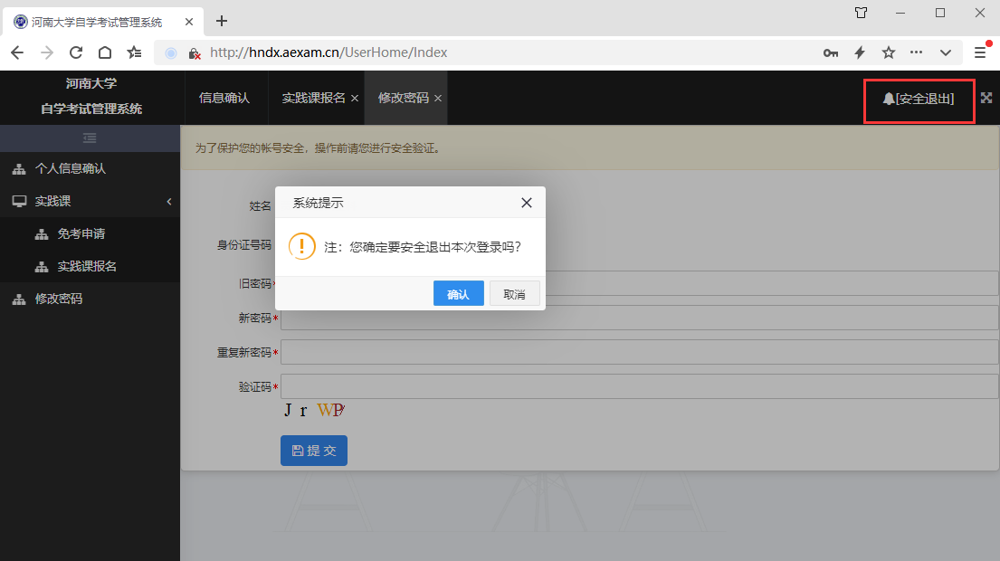 河南大学自学考试管理系统
http://hndx.aexam.cn/UserHome/Index
河南大学
自学考试管理系统
信息确认
实践课报名
修改密码
[安全退出]
个人信息确认
实践课
免考申请
实践课报名
修改密码
为了保护您的帐号安全，操作前请您进行安全验证。
姓名
身份证号码
旧密码*
新密码*
重复新密码*
验证码*
J r WP
提 交
系统提示
注：您确定要安全退出本次登录吗？
确认
取消